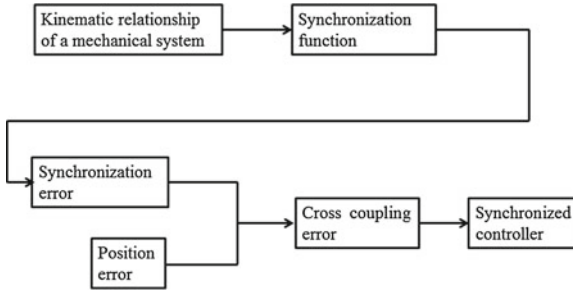 Kinematic relationship
of a mechanical system
Synchronization
function
Synchronization
error
Position
error
Cross coupling
error
Synchronized
controller